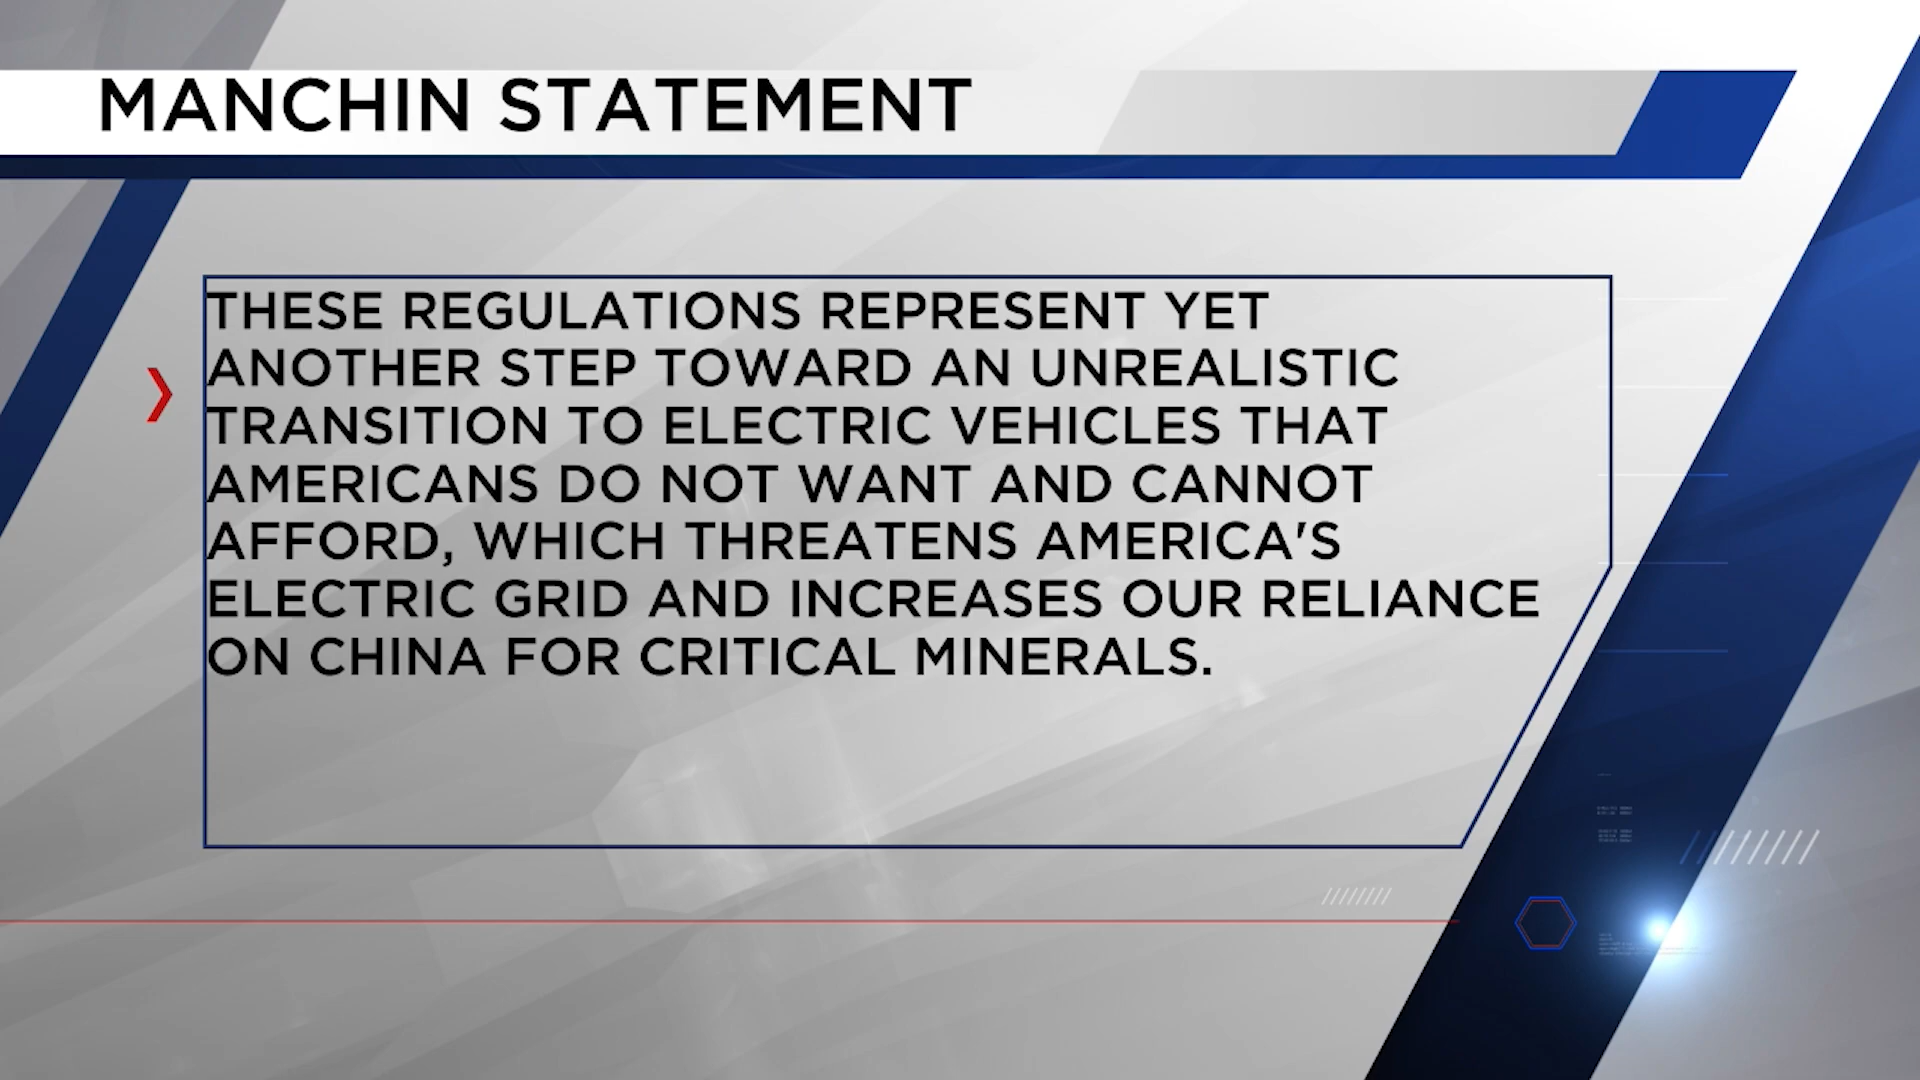 MANCHIN STATEMENT
THESE REGULATIONS REPRESENT YET
ANOTHER STEP TOWARD AN UNREALISTIC
TRANSITION TO ELECTRIC VEHICLES THAT
AMERICANS DO NOT WANT AND CANNOT
AFFORD, WHICH THREATENS AMERICA'S
ELECTRIC GRID AND INCREASES OUR RELIANCE
ON CHINA FOR CRITICAL MINERALS.